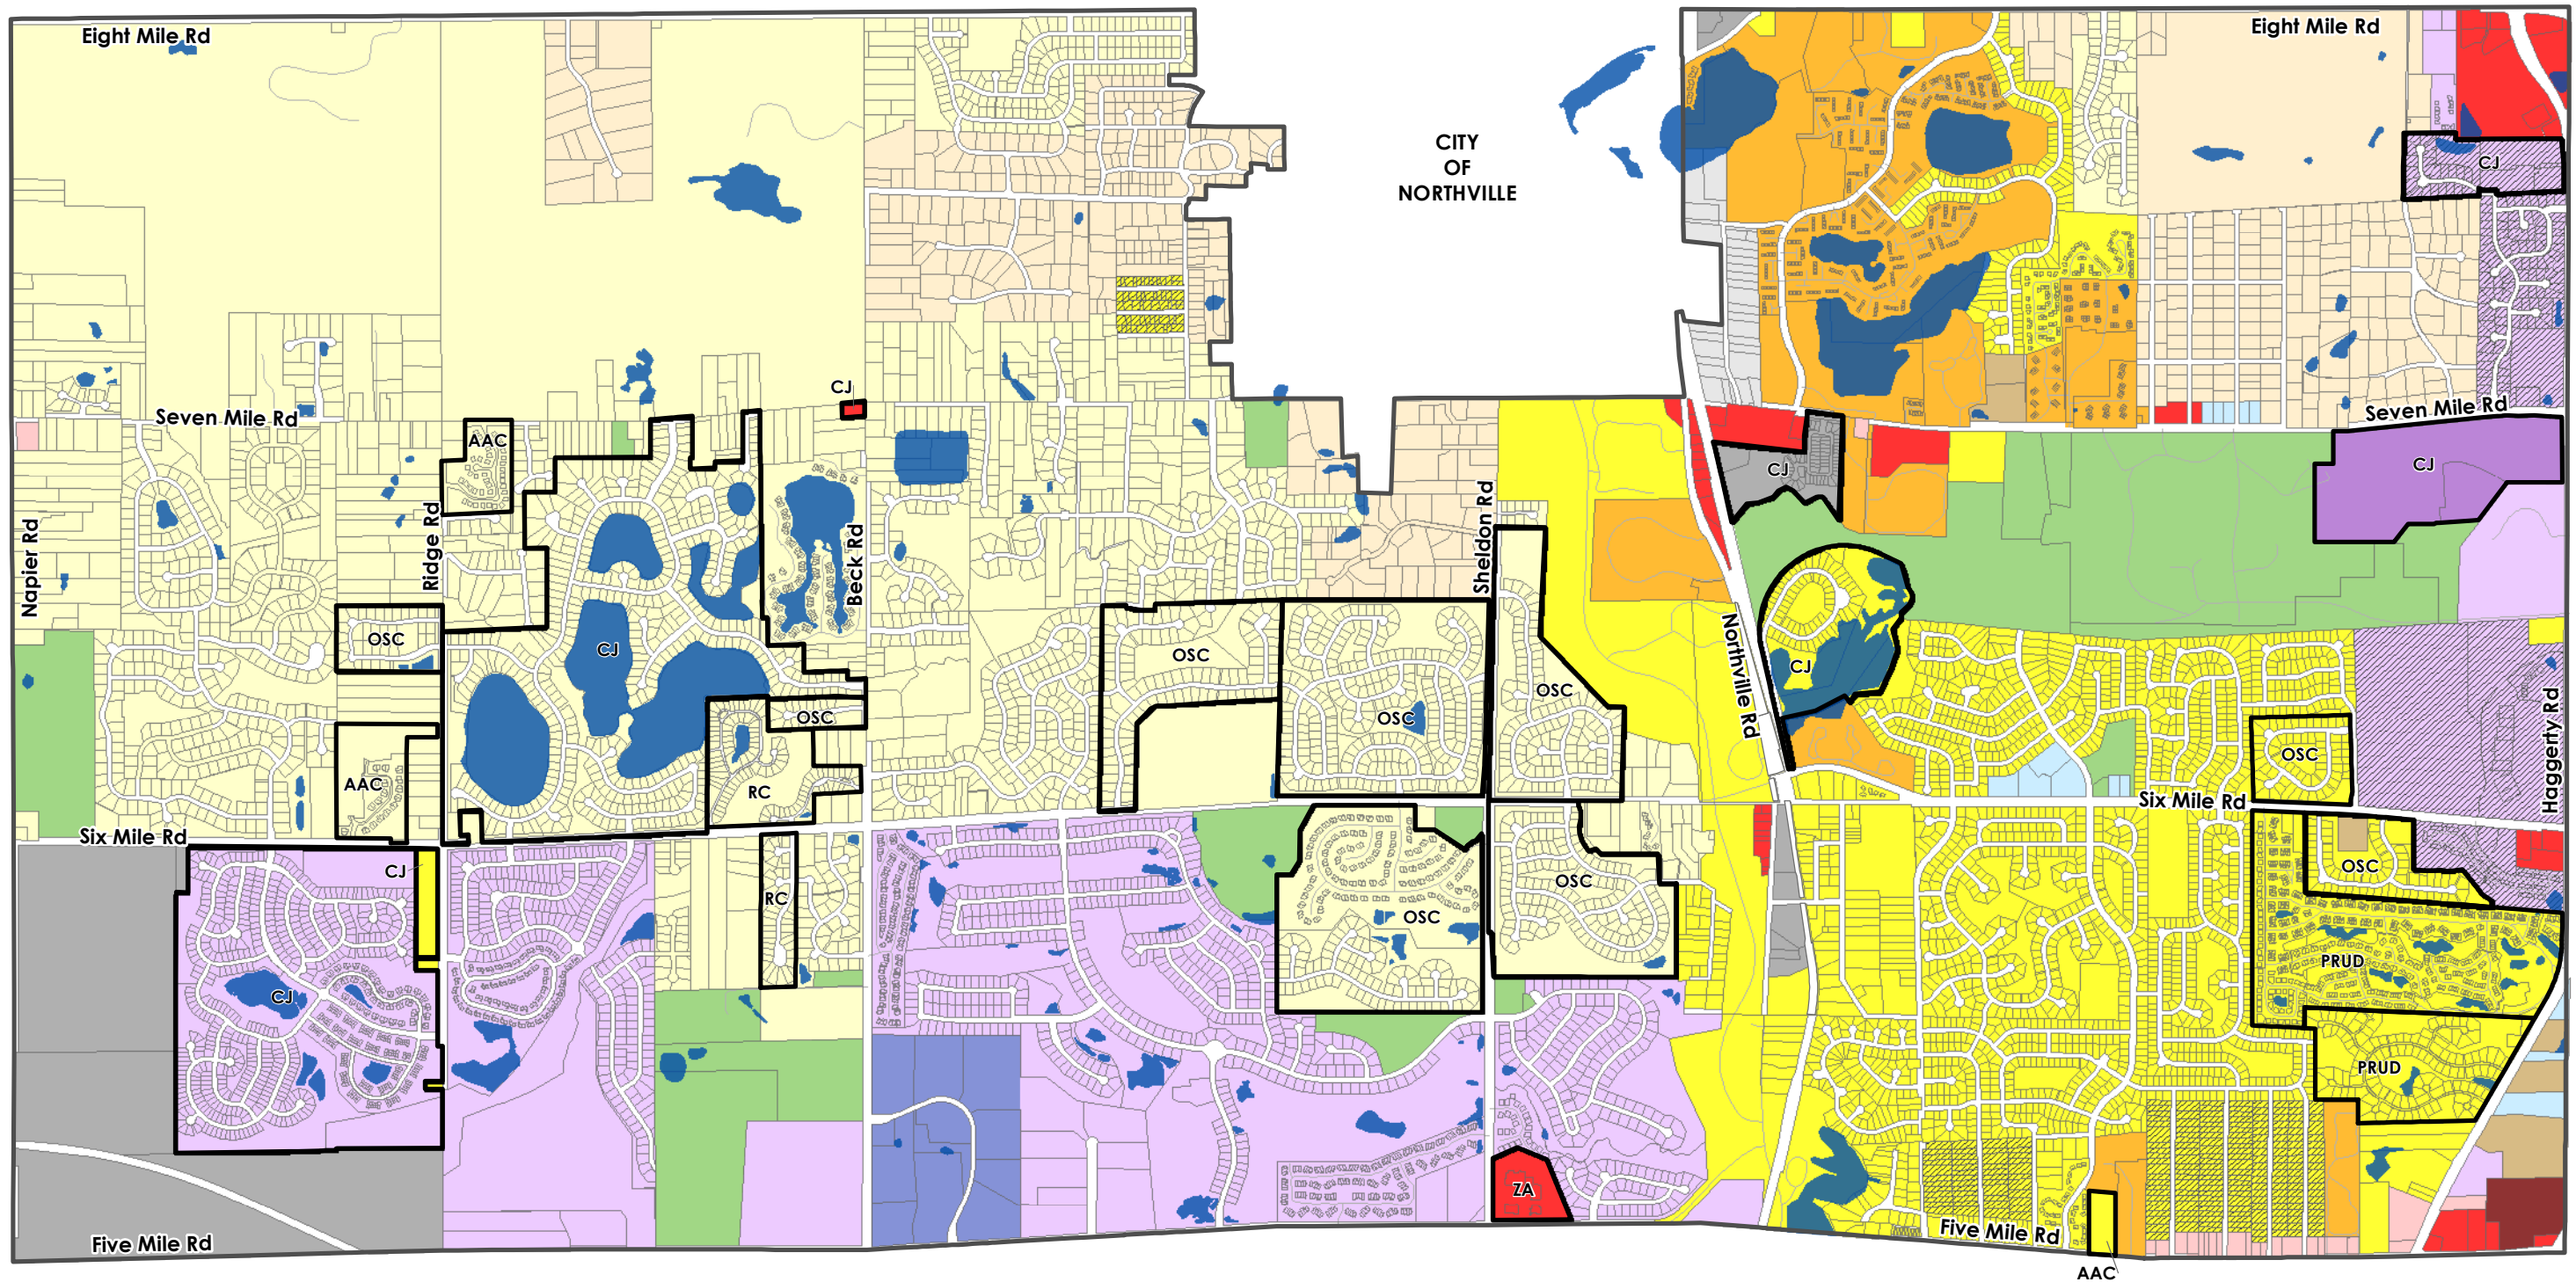 Eight Mile Rd
Eight Mile Rd
CITY
OF
NORTHVILLE
CJ
CJ
Seven Mile Rd
Seven Mile Rd
AAC
CJ
CJ
Napier Rd
Ridge Rd
Beck Rd
Sheldon Rd
Northville Rd
Haggerty Rd
OSC
CJ
OSC
CJ
OSC
OSC
OSC
OSC
AAC
RC
Six Mile Rd
Six Mile Rd
CJ
OSC
OSC
RC
OSC
CJ
PRUD
PRUD
ZA
Five Mile Rd
Five Mile Rd
AAC